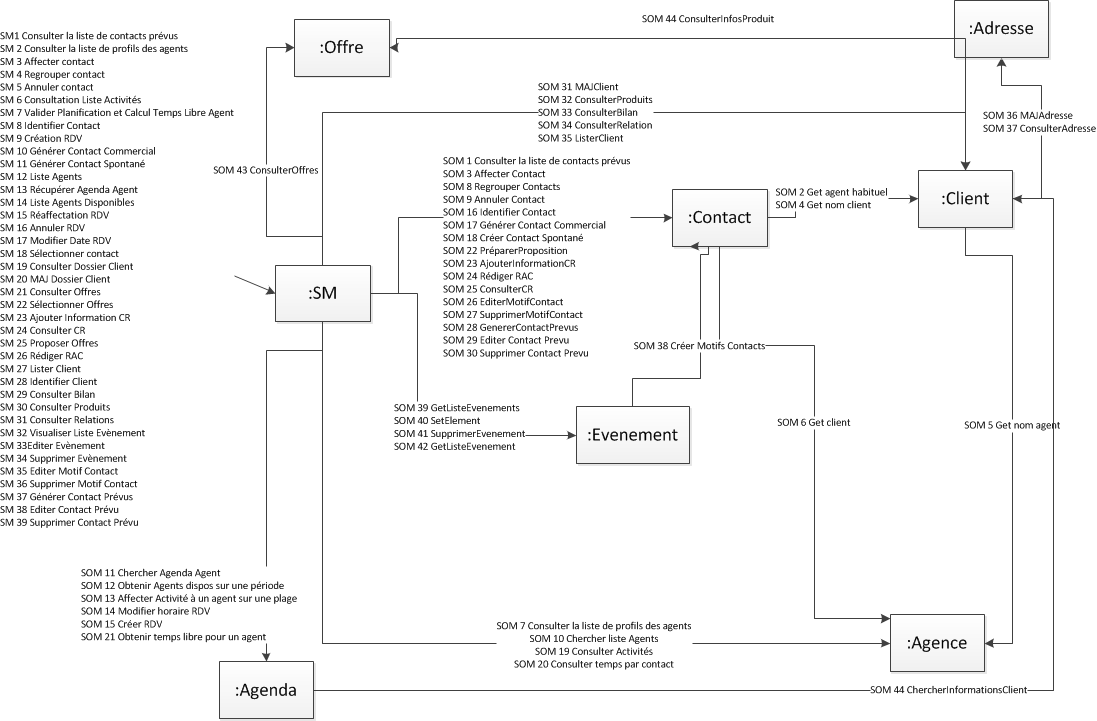 SM1 Consulter la liste de contacts prévus
SM 2 Consulter la liste de profils des agents
SM 3 Affecter contact
SM 4 Regrouper contact
SM 5 Annuler contact
SM 6 Consultation Liste Activités
SM 7 Valider Planification et Calcul Temps Libre Agent
SM 8 Identifier Contact
SM 9 Création RDV
SM 10 Générer Contact Commercial
SM 11 Générer Contact Spontané
SM 12 Liste Agents
SM 13 Récupérer Agenda Agent
SM 14 Liste Agents Disponibles
SM 15 Réaffectation RDV
SM 16 Annuler RDV
SM 17 Modifier Date RDV
SM 18 Sélectionner contact
SM 19 Consulter Dossier Client
SM 20 MAJ Dossier Client
SM 21 Consulter Offres
SM 22 Sélectionner Offres
SM 23 Ajouter Information CR
SM 24 Consulter CR
SM 25 Proposer Offres
SM 26 Rédiger RAC
SM 27 Lister Client
SM 28 Identifier Client
SM 29 Consulter Bilan
SM 30 Consulter Produits
SM 31 Consulter Relations
SM 32 Visualiser Liste Evènement
SM 33Editer Evènement
SM 34 Supprimer Evènement
SM 35 Editer Motif Contact
SM 36 Supprimer Motif Contact
SM 37 Générer Contact Prévus
SM 38 Editer Contact Prévu
SM 39 Supprimer Contact Prévu
:Offre
SOM 44 ConsulterInfosProduit
:Adresse
SOM 31 MAJClient
SOM 32 ConsulterProduits
SOM 33 ConsulterBilan
SOM 34 ConsulterRelation
SOM 35 ListerClient
SOM 36 MAJAdresse
SOM 37 ConsulterAdresse
SOM 43 ConsulterOffres
SOM 1 Consulter la liste de contacts prévus
SOM 3 Affecter Contact
SOM 8 Regrouper Contacts
SOM 9 Annuler Contact
SOM 16 Identifier Contact
SOM 17 Générer Contact Commercial
SOM 18 Créer Contact Spontané
SOM 22 PréparerProposition
SOM 23 AjouterInformationCR
SOM 24 Rédiger RAC
SOM 25 ConsulterCR
SOM 26 EditerMotifContact
SOM 27 SupprimerMotifContact
SOM 28 GenererContactPrevus
SOM 29 Editer Contact Prevu
SOM 30 Supprimer Contact Prevu
:Contact
SOM 2 Get agent habituel
SOM 4 Get nom client
:Client
:SM
SOM 38 Créer Motifs Contacts
SOM 39 GetListeEvenements
SOM 40 SetElement
SOM 41 SupprimerEvenement
SOM 42 GetListeEvenement
:Evenement
SOM 6 Get client
SOM 5 Get nom agent
SOM 11 Chercher Agenda Agent
SOM 12 Obtenir Agents dispos sur une période
SOM 13 Affecter Activité à un agent sur une plage
SOM 14 Modifier horaire RDV
SOM 15 Créer RDV
SOM 21 Obtenir temps libre pour un agent
SOM 7 Consulter la liste de profils des agents
SOM 10 Chercher liste Agents
SOM 19 Consulter Activités
SOM 20 Consulter temps par contact
:Agence
:Agenda
SOM 44 ChercherInformationsClient